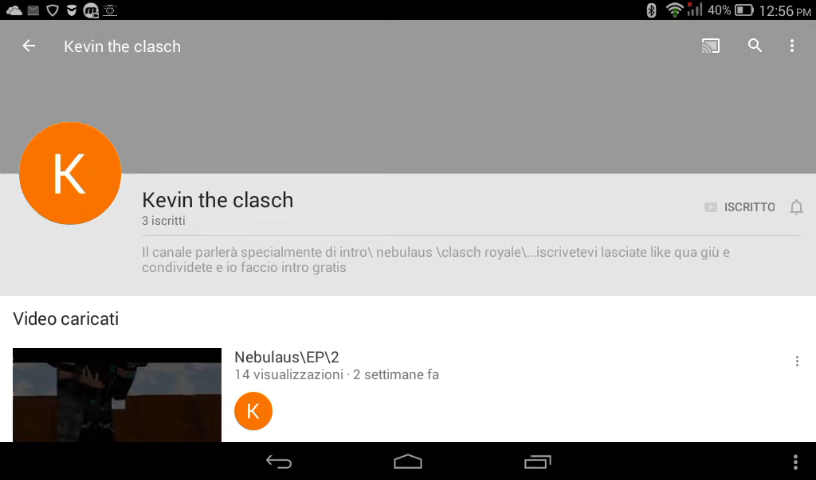 40% 12:56 PM
Kevin the clasch
K
Kevin the clasch
3 iscritti
ISCRITTO
Il canale parlerà specialmente di intro\ nebulaus \clasch royale\...iscrivetevi lasciate like qua giù e
condividete e io faccio intro gratis
Video caricati
Nebulaus\EP\2
14 visualizzazioni · 2 settimane fa
K